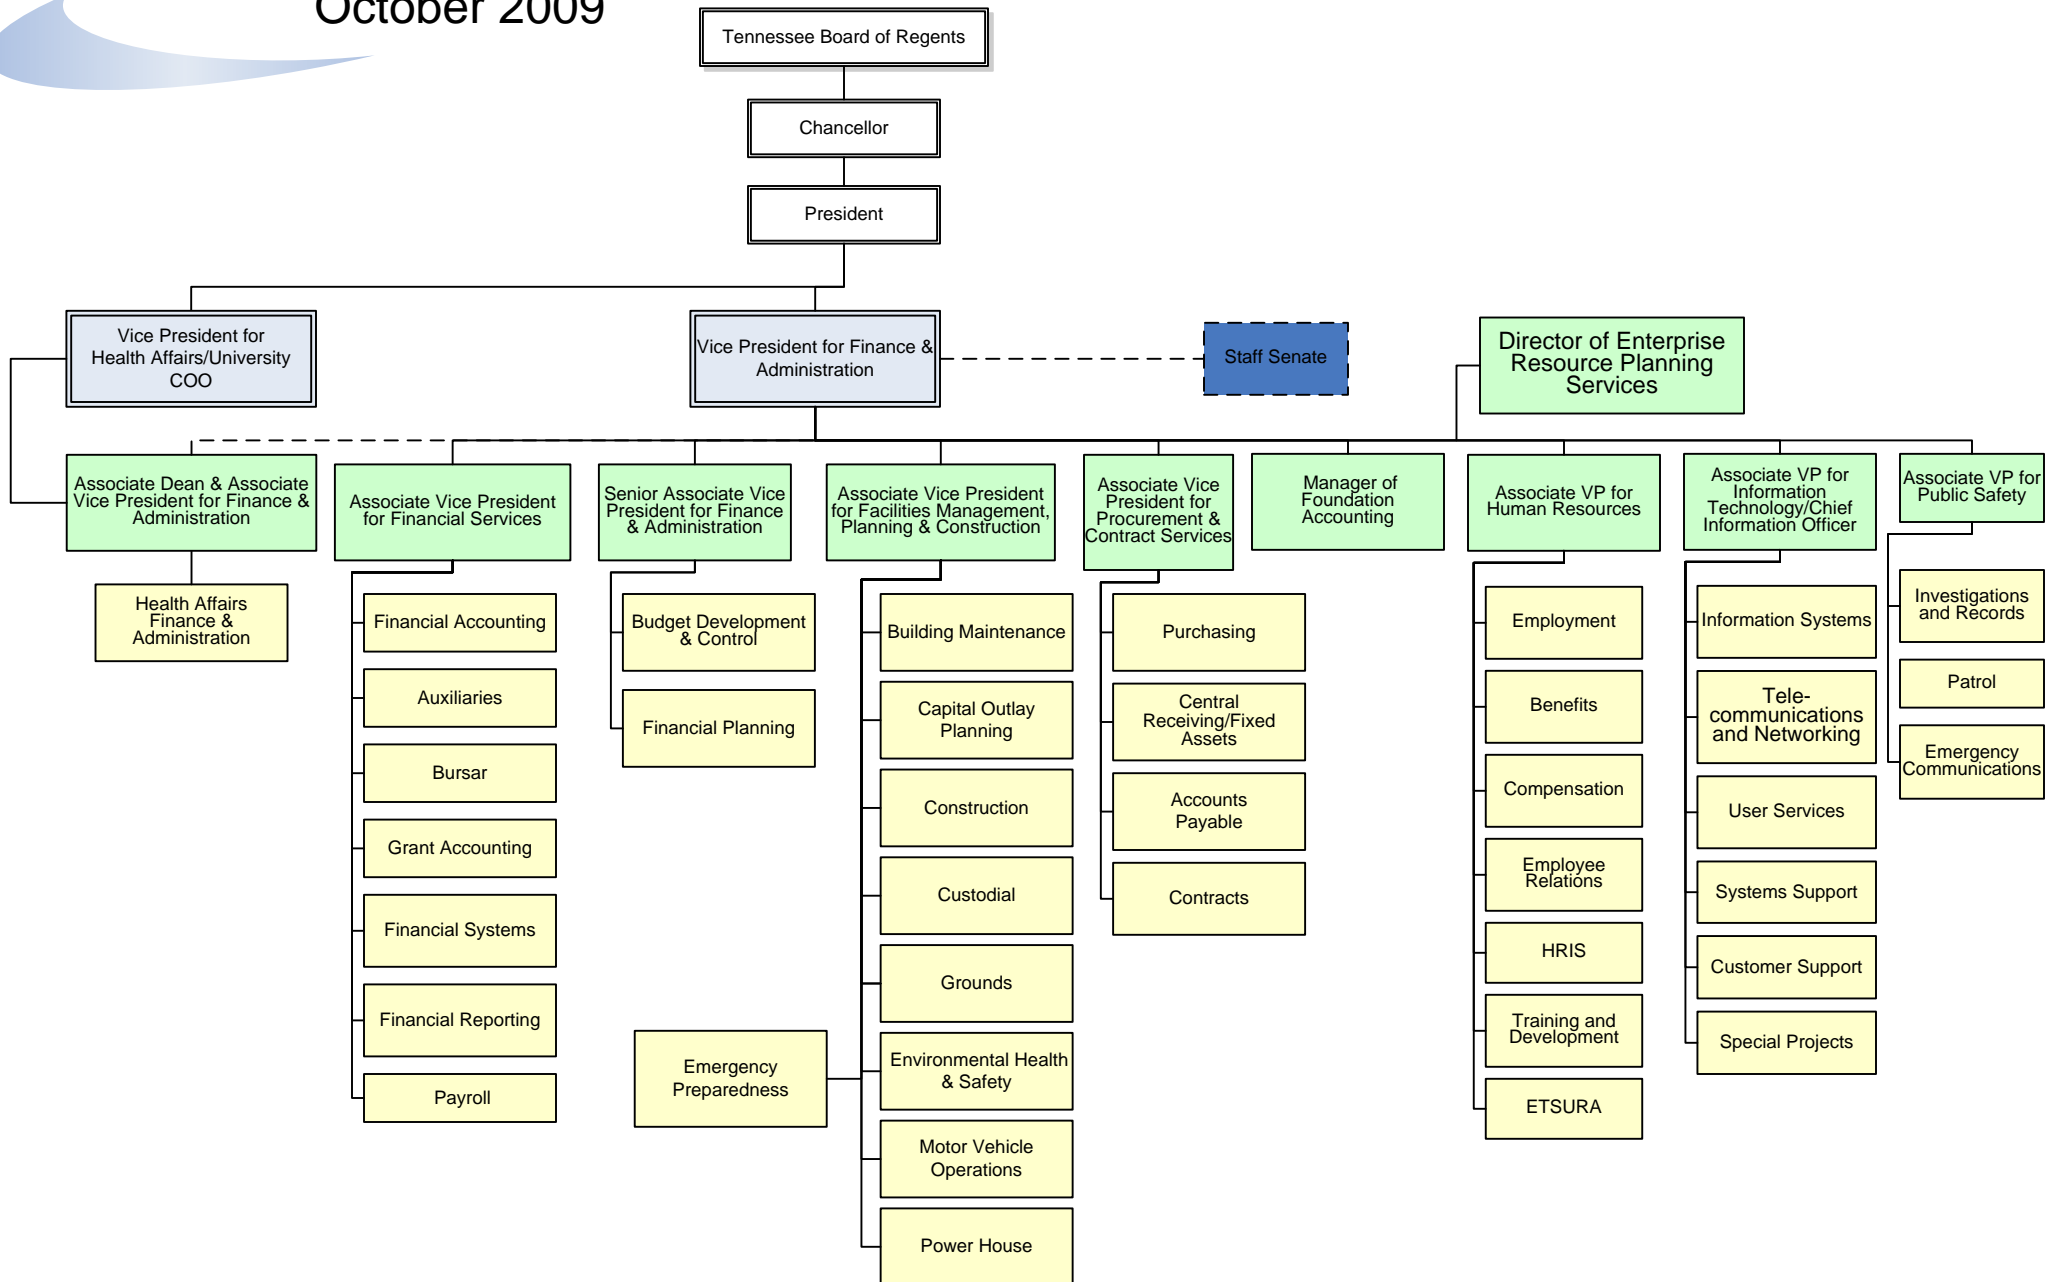 October 2009
Tennessee Board of Regents
Chancellor
President
Vice President for
Health Affairs/University
COO
Vice President for Finance &
Administration
Staff Senate
Director of Enterprise
Resource Planning
Services
Associate Dean & Associate
Vice President for Finance &
Administration
Associate Vice President
for Financial Services
Senior Associate Vice
President for Finance
& Administration
Associate Vice President
for Facilities Management,
Planning & Construction
Associate Vice
President for
Procurement &
Contract Services
Manager of
Foundation
Accounting
Associate VP for
Human Resources
Associate VP for
Information
Technology/Chief
Information Officer
Associate VP for
Public Safety
Health Affairs
Finance &
Administration
Financial Accounting
Auxiliaries
Bursar
Grant Accounting
Financial Systems
Financial Reporting
Payroll
Budget Development
& Control
Financial Planning
Building Maintenance
Capital Outlay
Planning
Construction
Custodial
Grounds
Emergency
Preparedness
Environmental Health
& Safety
Motor Vehicle
Operations
Power House
Purchasing
Central
Receiving/Fixed
Assets
Accounts
Payable
Contracts
Employment
Benefits
Compensation
Employee
Relations
HRIS
Training and
Development
ETSURA
Information Systems
Tele-
communications
and Networking
User Services
Systems Support
Customer Support
Special Projects
Investigations
and Records
Patrol
Emergency
Communications